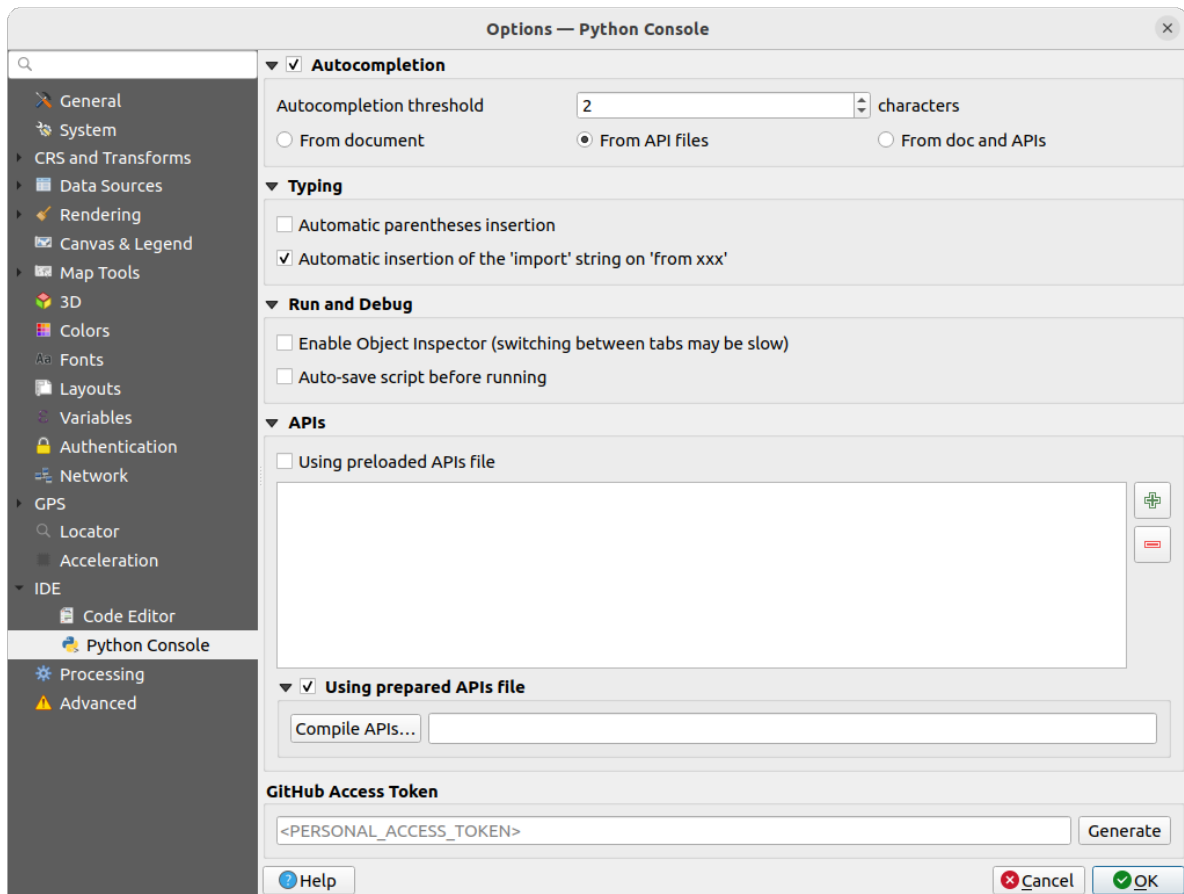 Options — Python Console
General
System
CRS and Transforms
Data Sources
Rendering
Canvas & Legend
Map Tools
3D
Colors
Fonts
Layouts
Variables
Authentication
Network
GPS
Locator
Acceleration
IDE
Code Editor
Python Console
Processing
Advanced
Autocompletion
Autocompletion threshold 2 characters
From document From API files From doc and APIs
Typing
Automatic parentheses insertion
Automatic insertion of the 'import' string on 'from xxx'
Run and Debug
Enable Object Inspector (switching between tabs may be slow)
Auto-save script before running
APIs
Using preloaded APIs file
Using prepared APIs file
Compile APIs...
GitHub Access Token
<PERSONAL_ACCESS_TOKEN> Generate
Help Cancel OK